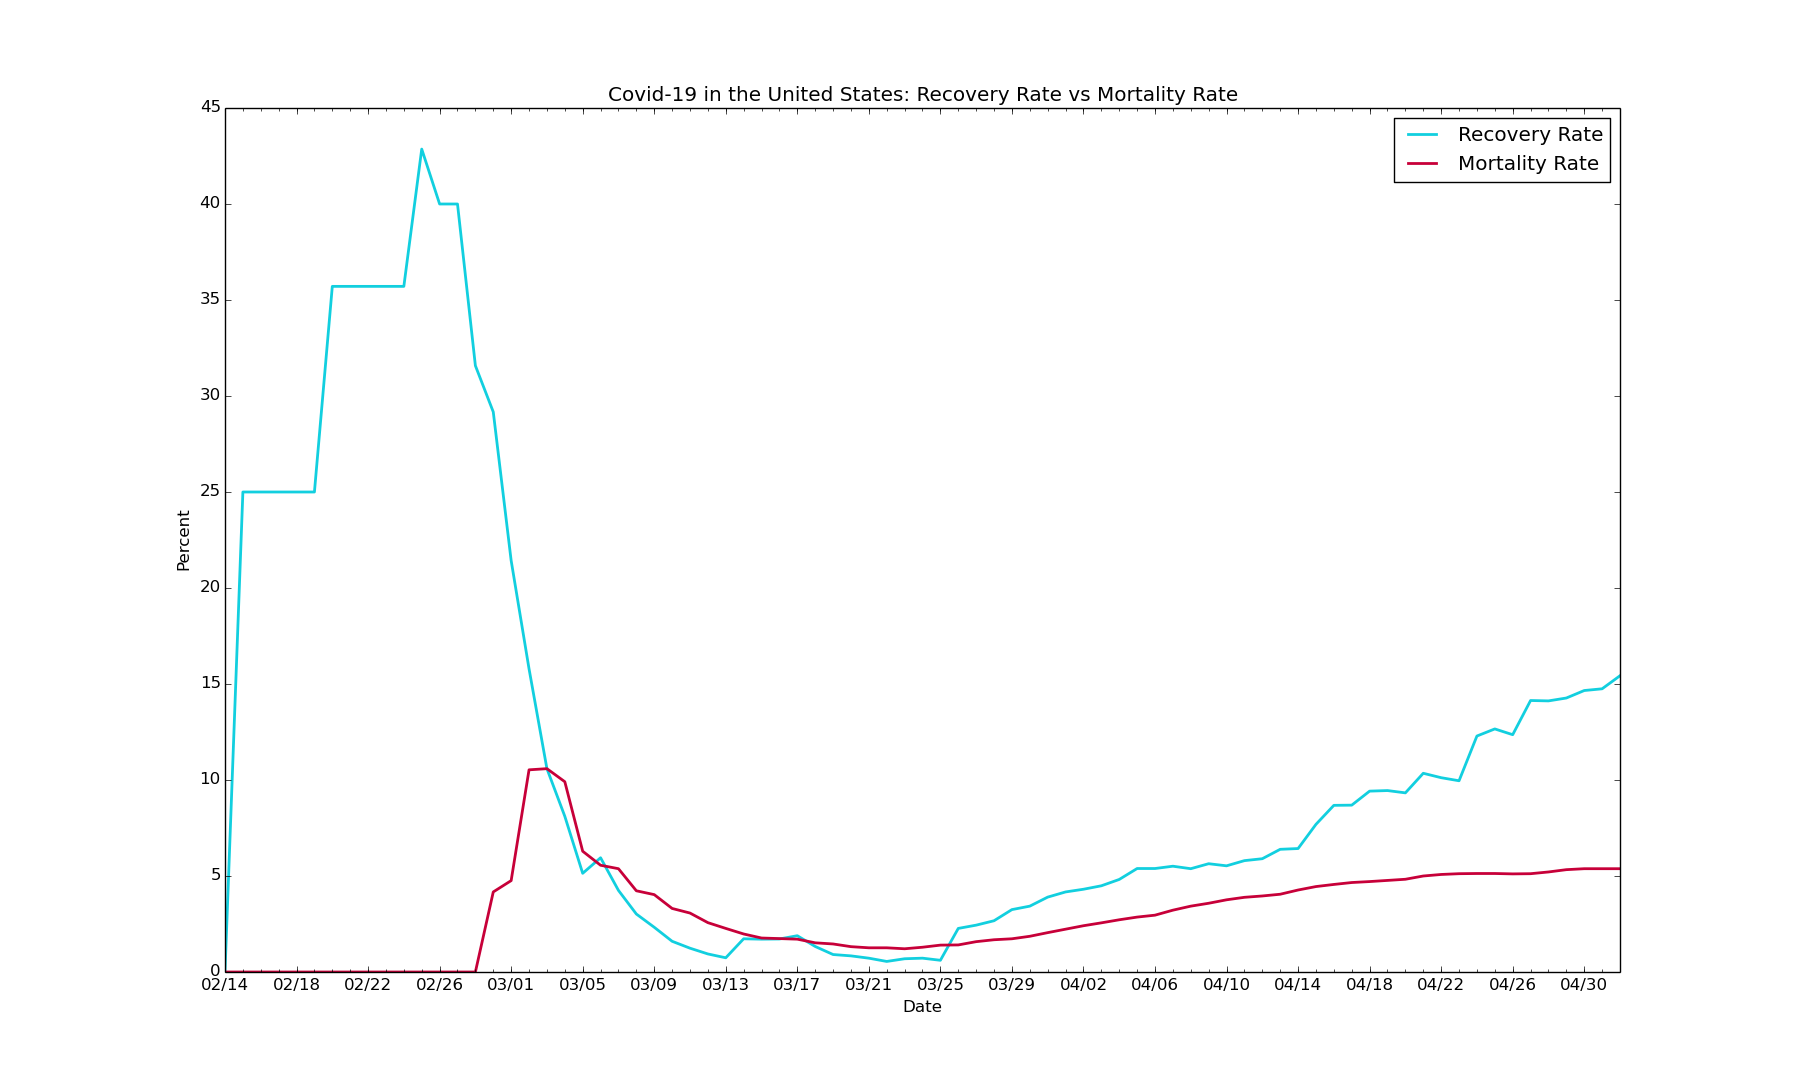 Covid-19 in the United States: Recovery Rate vs Mortality Rate
Recovery Rate
Mortality Rate
Percent
45
40
35
30
25
20
15
10
5
0
02/14 02/18 02/22 02/26 03/01 03/05 03/09 03/13 03/17 03/21 03/25 03/29 04/02 04/06 04/10 04/14 04/18 04/22 04/26 04/30
Date